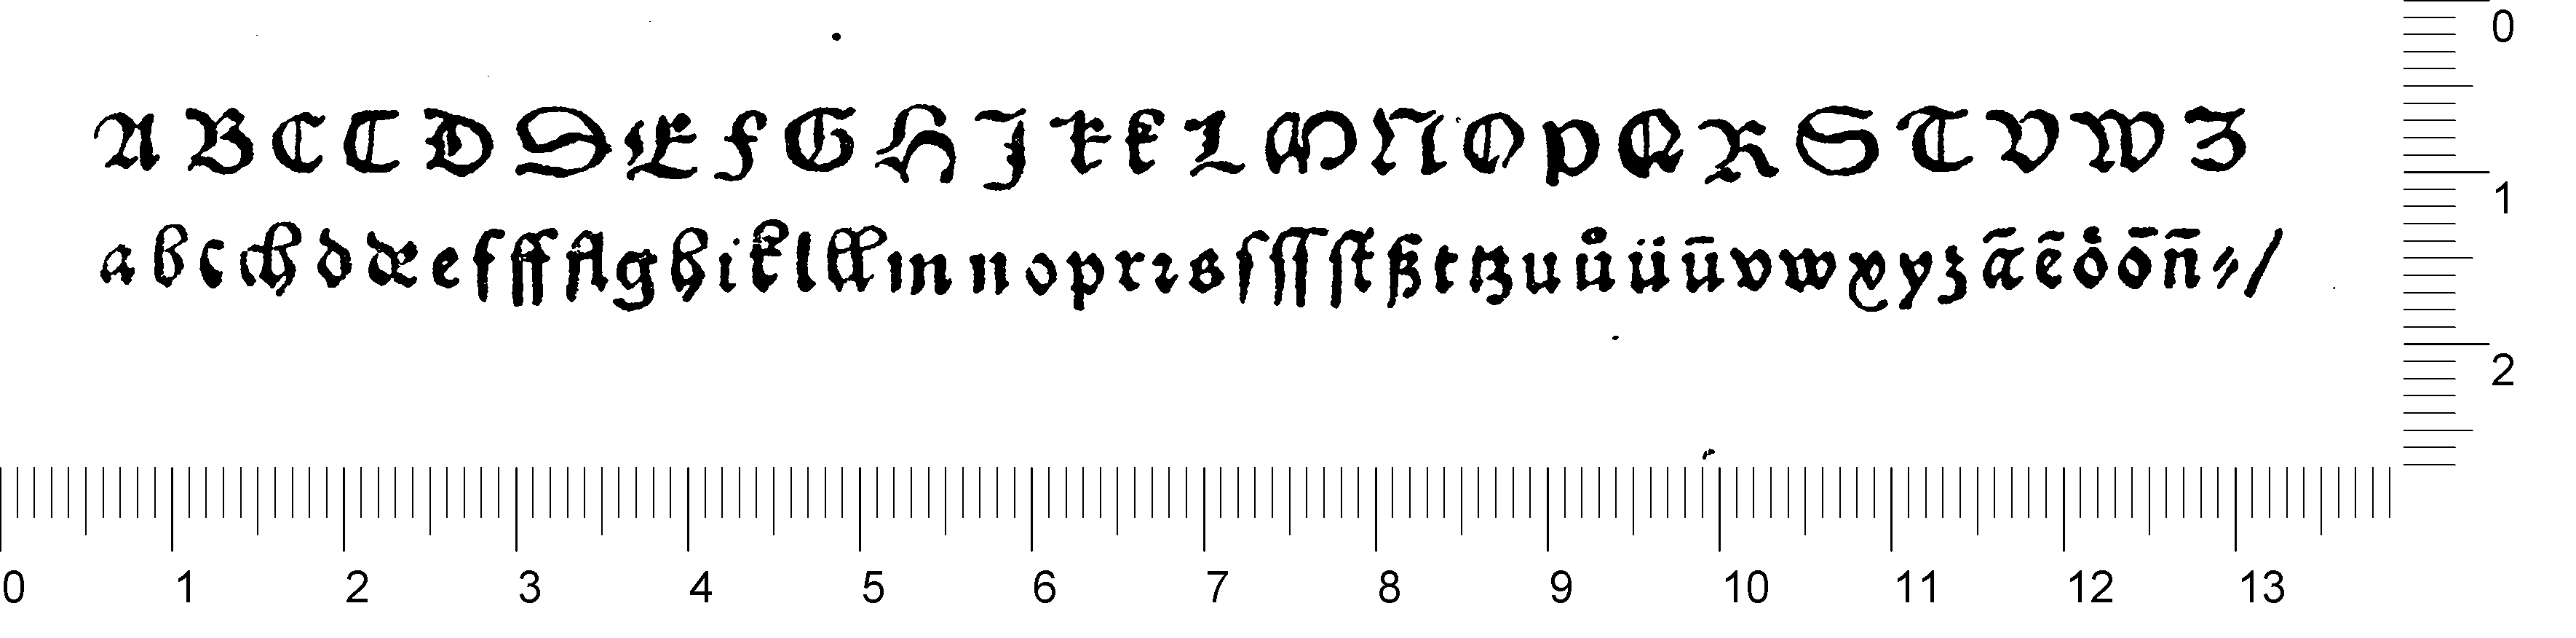 A B C C D D E F G H J K K L M N O P Q R S T V W Z
a b c ch d de e f ff fl g h i k l ll m n o p r ꝛ s ſ ſſ ſt ß t tz u ů ü ū v w x y z ã ẽ o̊ ō n̄ ⸗ /
0 1 2 3 4 5 6 7 8 9 10 11 12 13
0
1
2